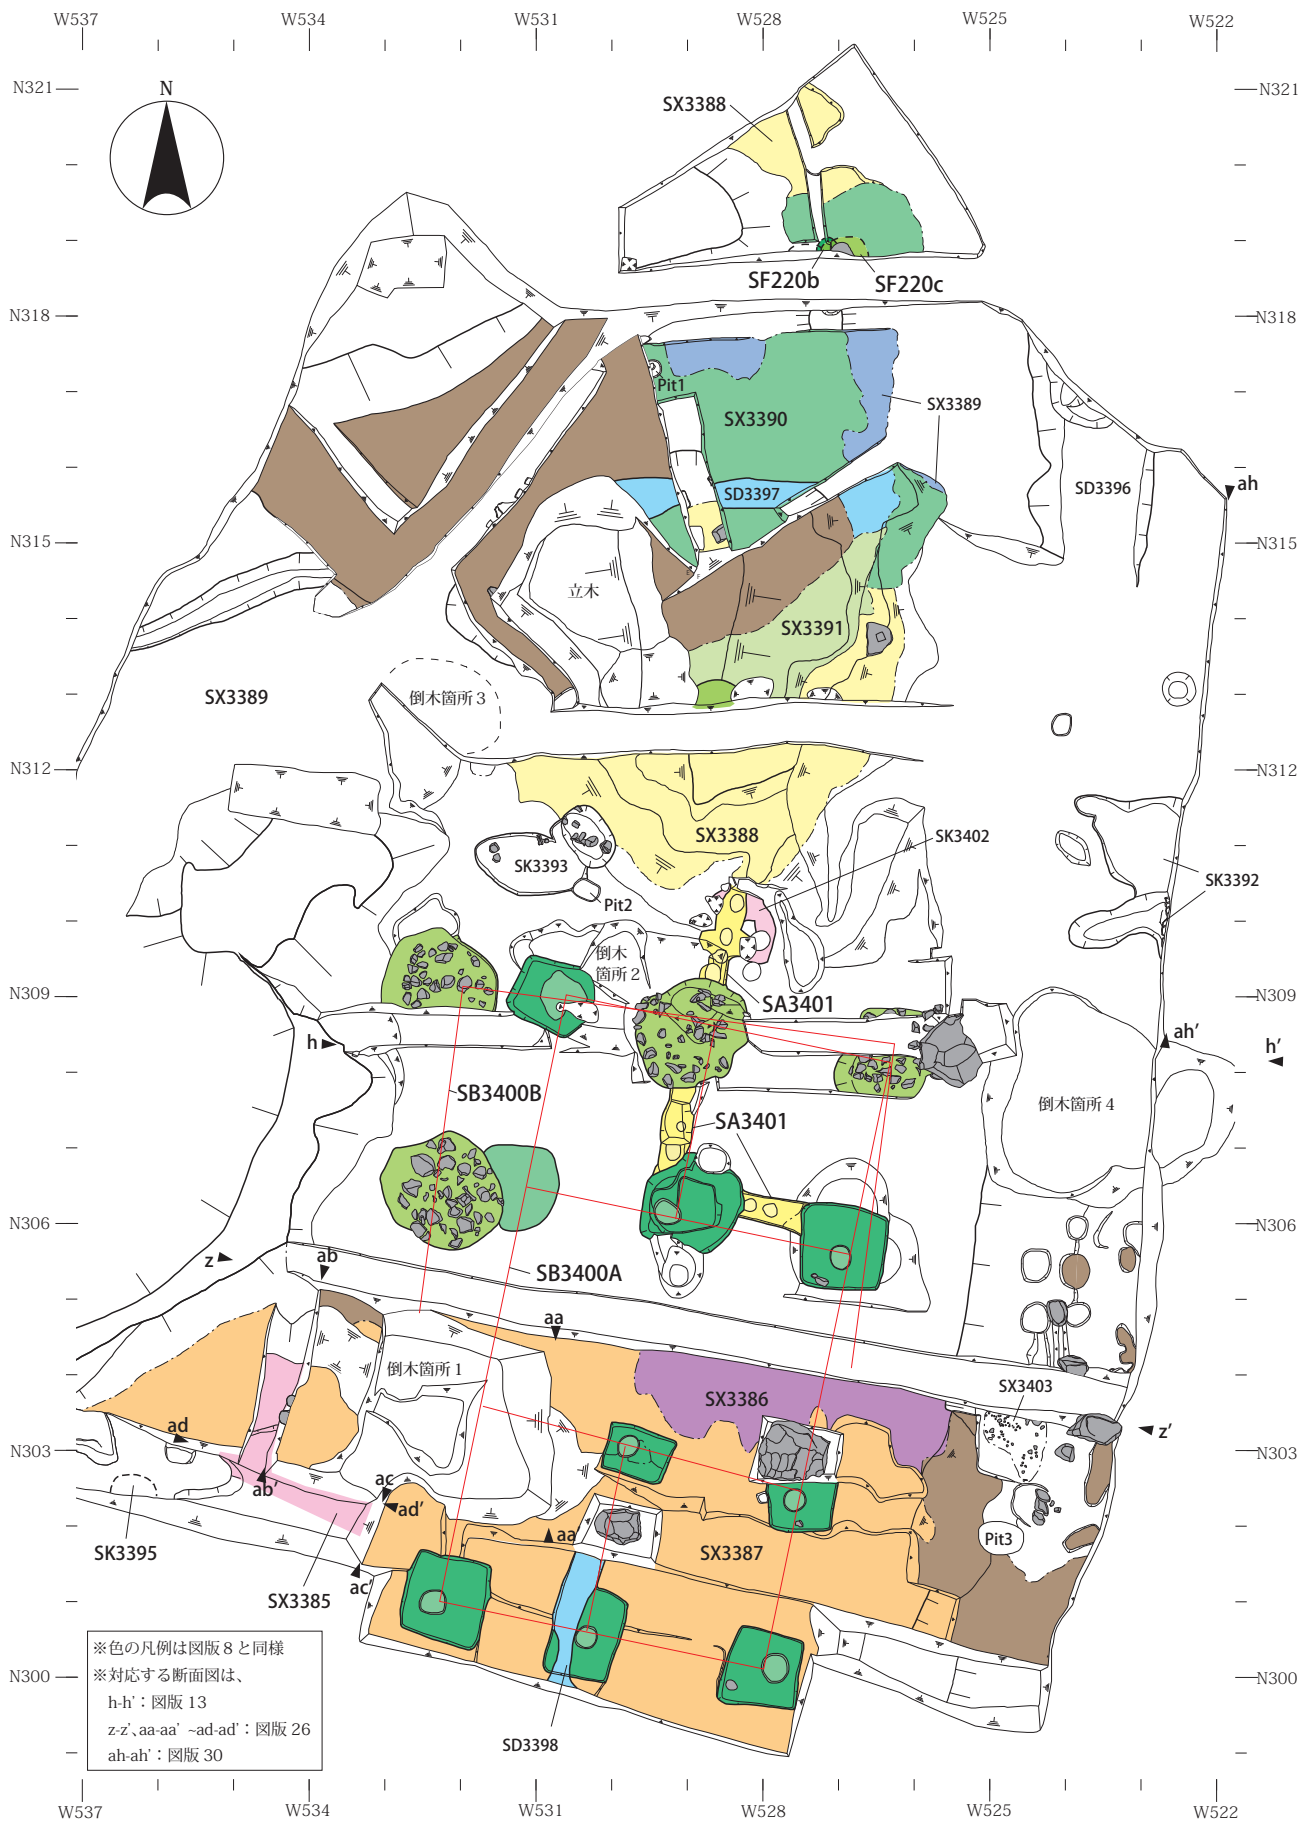 W537 W534 W531 W528 W525 W522
N321 N321
N
SX3388
SF220b SF220c
N318 N318
Pit1
SX3390
SX3389
SD3397
SD3396
ah
N315 N315
立木
SX3391
SX3389
倒木箇所3
N312 N312
SX3388
SK3402
SK3393
SK3392
Pit2
倒木
箇所2
N309 N309
SA3401
h
ah'
h'
SB3400B
SA3401
倒木箇所4
N306 N306
z
ab
SB3400A
aa
倒木箇所1
SX3403
SX3386
ad
z'
N303 N303
ab'
ac
ad'
aa'
Pit3
SK3395
SX3387
ac'
SX3385
※色の凡例は図版8と同様
※対応する断面図は、
h-h'：図版 13
z-z'、aa-aa' ~ad-ad'：図版 26
ah-ah'：図版 30
N300 N300
SD3398
W537 W534 W531 W528 W525 W522